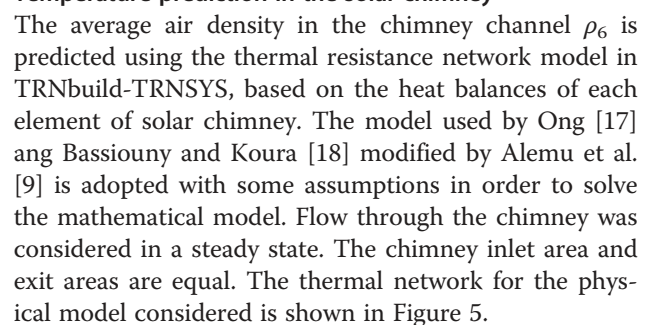 Temperature prediction in the solar chimney
The average air density in the chimney channel ρ6 is
predicted using the thermal resistance network model in
TRNbuild-TRNSYS, based on the heat balances of each
element of solar chimney. The model used by Ong [17]
ang Bassiouny and Koura [18] modified by Alemu et al.
[9] is adopted with some assumptions in order to solve
the mathematical model. Flow through the chimney was
considered in a steady state. The chimney inlet area and
exit areas are equal. The thermal network for the phys-
ical model considered is shown in Figure 5.